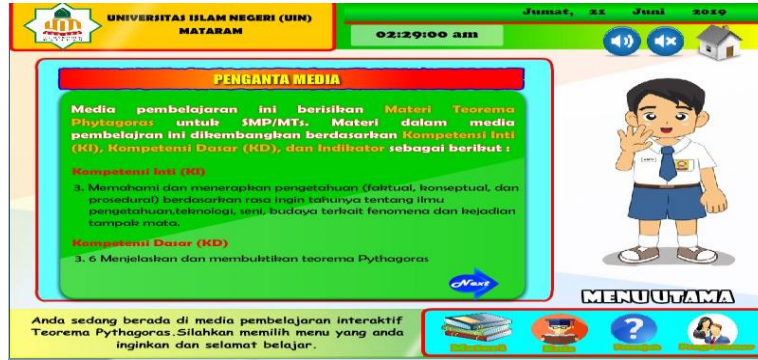 UNIVERSITAS ISLAM NEGERI (UIN)
MATARAM
02:29:00 am
Jumat, 21 Juni 2019
PENGANTA MEDIA
Media pembelajaran ini berisikan Materi Teorema
Phytagoras untuk SMP/MTs. Materi dalam media
pembelajran ini dikembangkan berdasarkan Kompetensi Inti
(KI), Kompetensi Dasar (KD), dan Indikator sebagai berikut :
Kompetensi Inti (KI)
3. Memahami dan menerapkan pengetahuan (faktual, konseptual, dan
prosedural) berdasarkan rasa ingin tahunya tentang ilmu
pengetahuan,teknologi, seni, budaya terkait fenomena dan kejadian
tampak mata.
Kompetensi Dasar (KD)
3. 6 Menjelaskan dan membuktikan teorema Pythagoras
Next
MENU UTAMA
Anda sedang berada di media pembelajaran interaktif
Teorema Pythagoras.Silahkan memilih menu yang anda
inginkan dan selamat belajar.